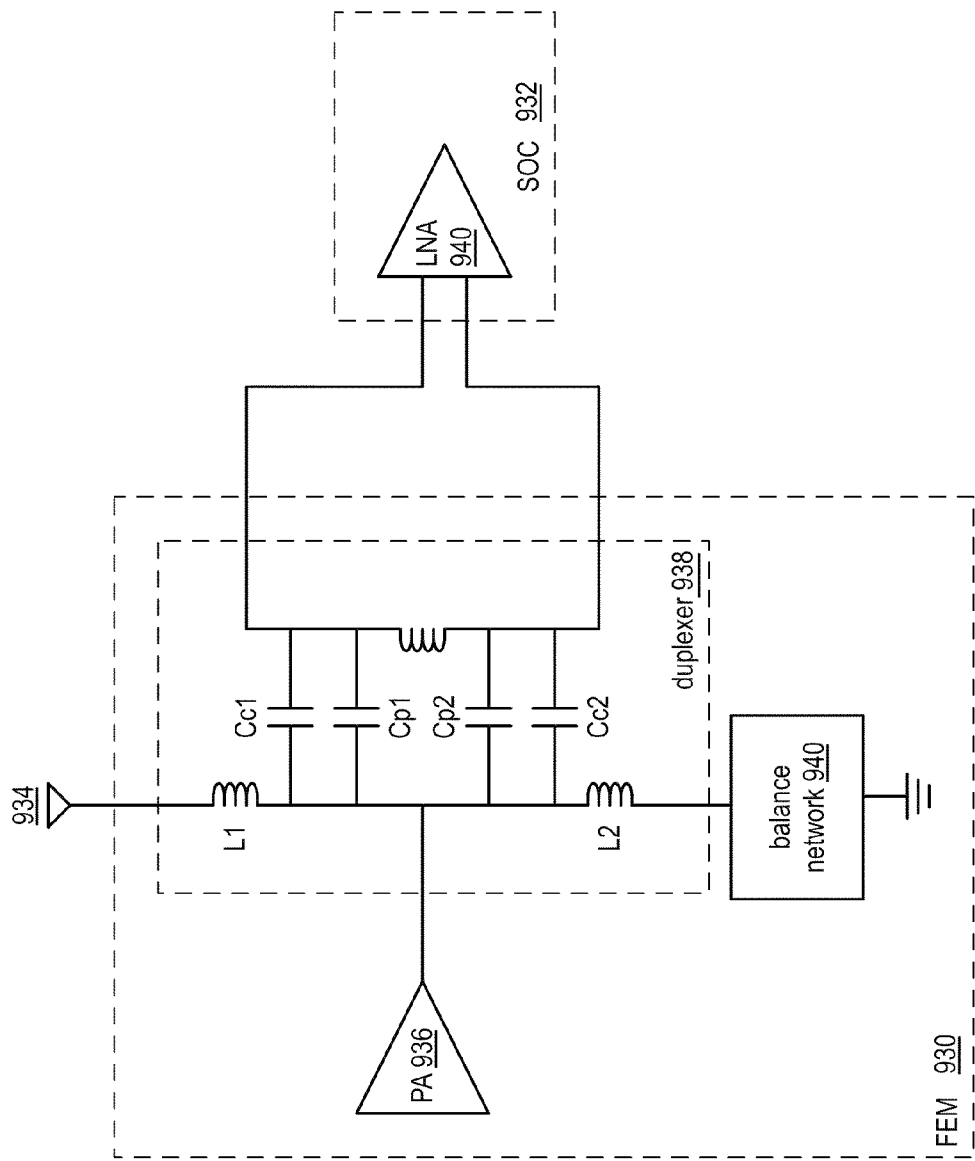 934
L1
Cc1
Cp1
Cp2
Cc2
L2
duplexer 938
balance
network 940
PA 936
FEM 930
LNA
940
SOC 932